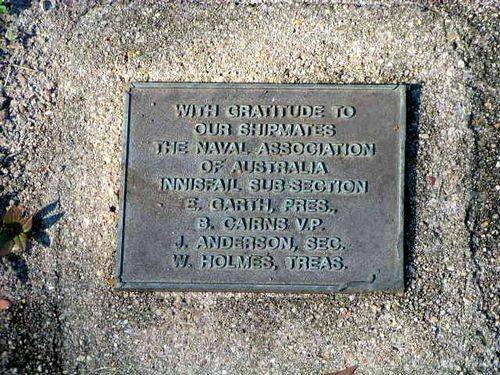 WITH GRATITUDE TO
OUR SHIPMATES
THE NAVAL ASSOCIATION
OF AUSTRALIA
INNISFAIL SUB-SECTION
E. GARTH, PRES.,
B. CAIRNS V.P.
J. ANDERSON, SEC.
W. HOLMES, TREAS.